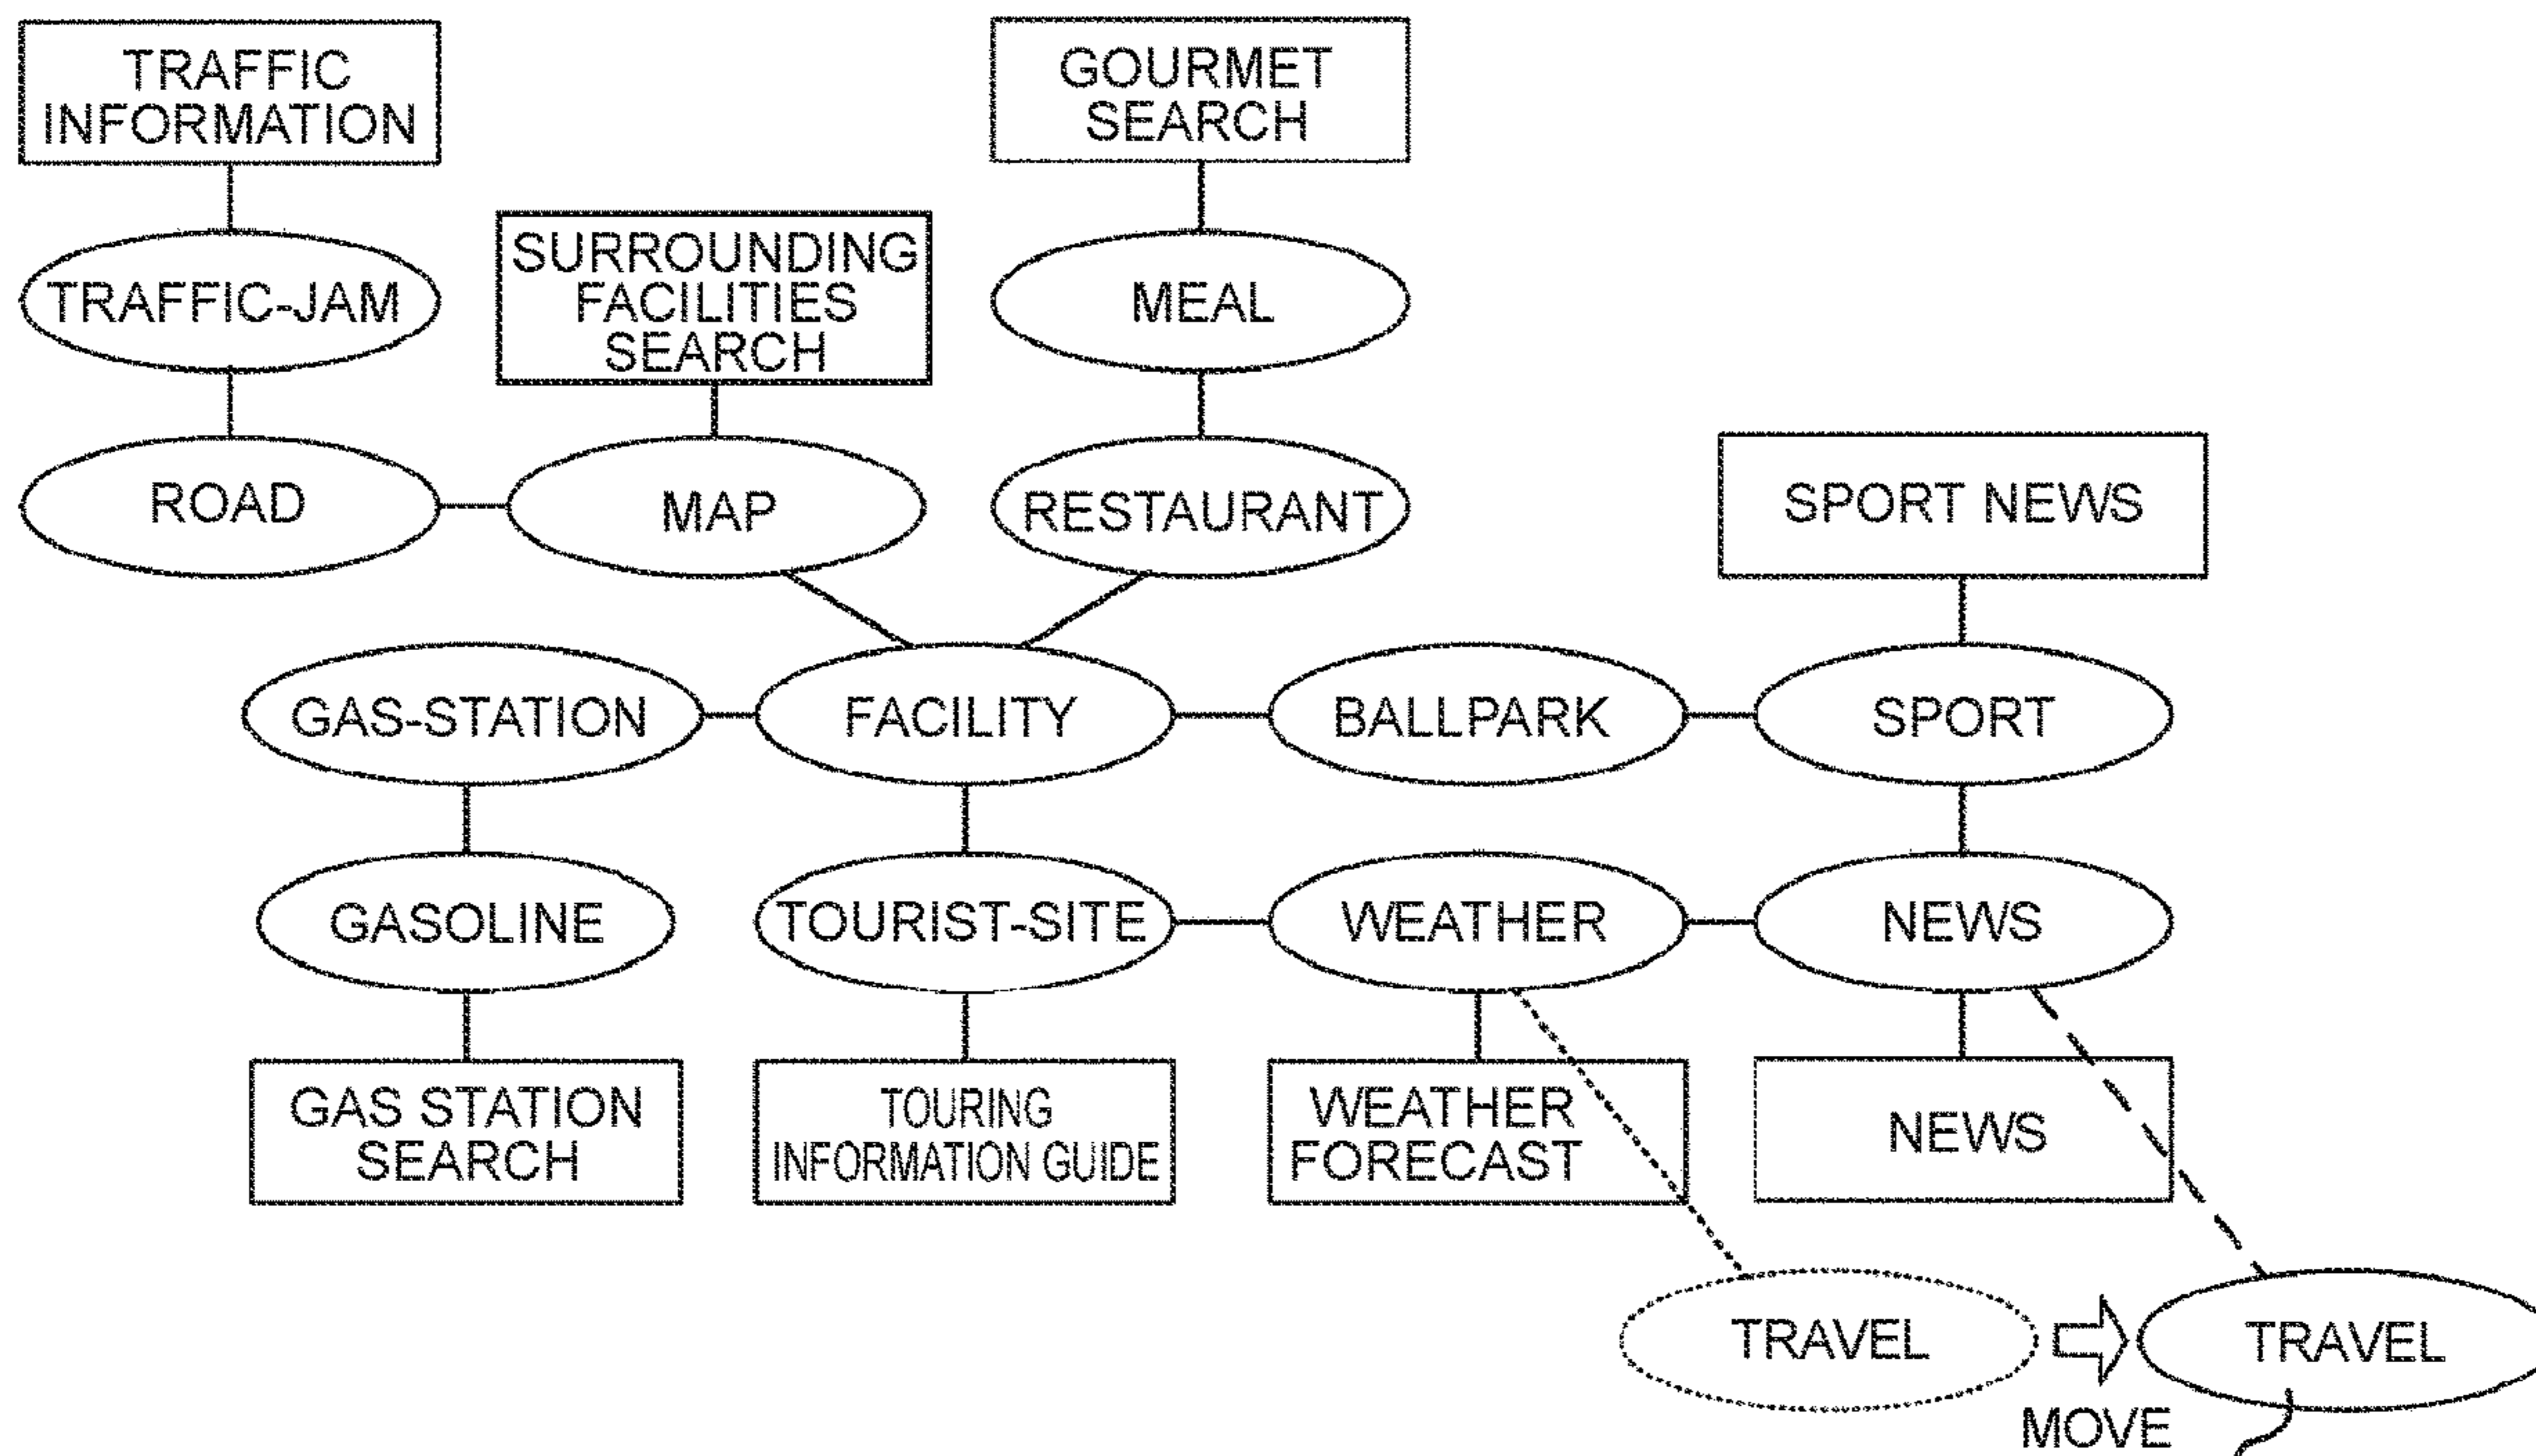 TRAFFIC
INFORMATION
GOURMET
SEARCH
TRAFFIC-JAM
SURROUNDING
FACILITIES
SEARCH
MEAL
ROAD
MAP
RESTAURANT
SPORT NEWS
GAS-STATION
FACILITY
BALLPARK
SPORT
GASOLINE
TOURIST-SITE
WEATHER
NEWS
GAS STATION
SEARCH
TOURING
INFORMATION GUIDE
WEATHER
FORECAST
NEWS
TRAVEL
TRAVEL
MOVE